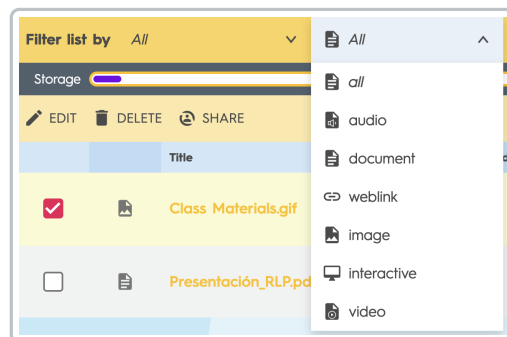 Filter list by All
All
Storage
all
EDIT DELETE SHARE
audio
Title
document
weblink
Class Materials.gif
image
interactive
Presentación_RLP.pd
video